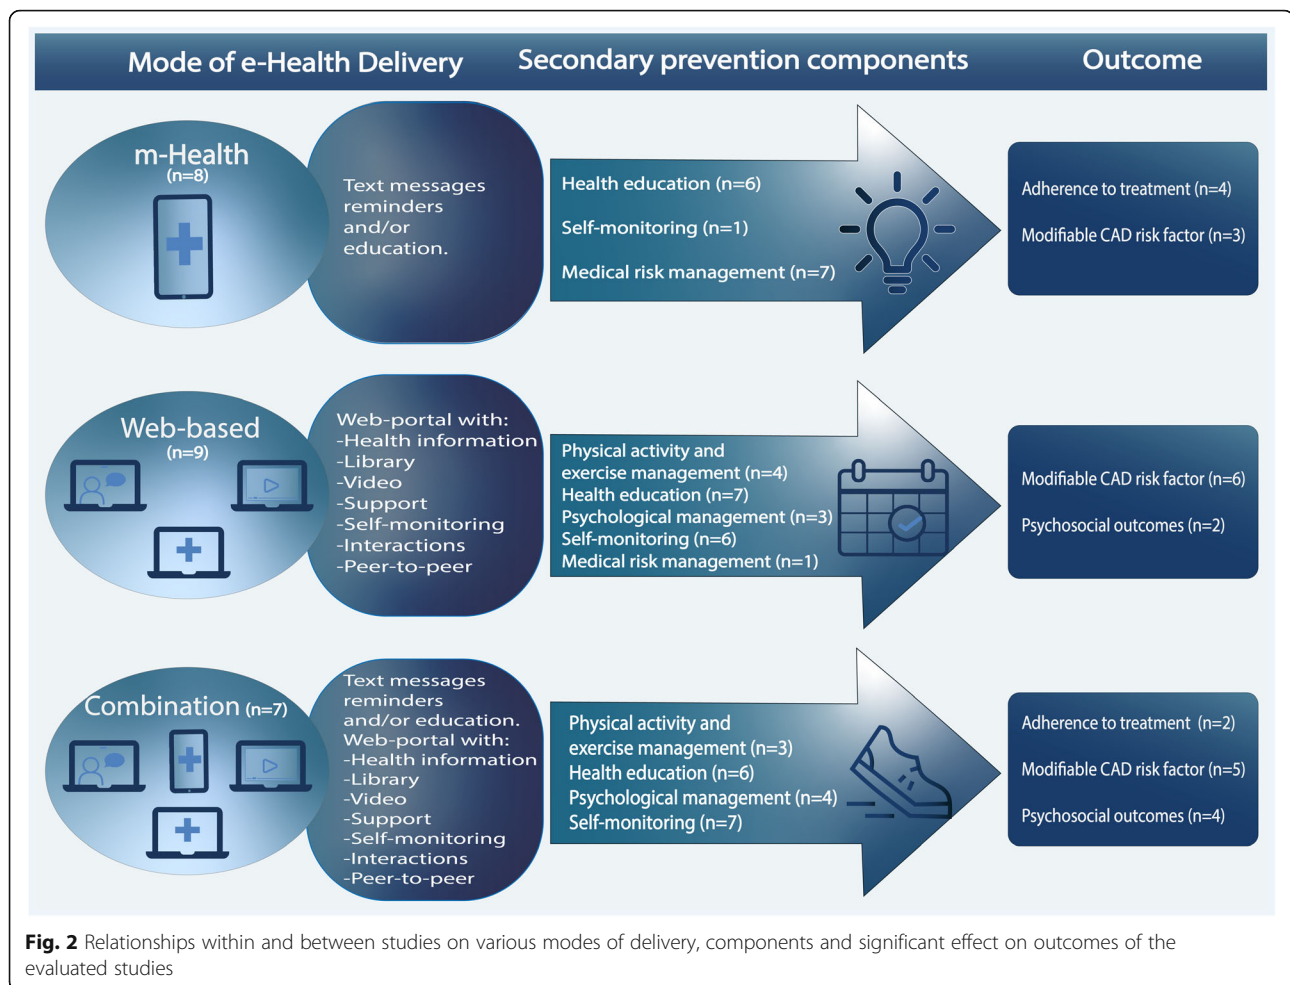 Mode of e-Health Delivery
Secondary prevention components
Outcome
m-Health
(n=8)
Text messages
reminders
and/or
education.
Health education (n=6)
Self-monitoring (n=1)
Medical risk management (n=7)
Adherence to treatment (n=4)
Modifiable CAD risk factor (n=3)
Web-based
(n=9)
Web-portal with:
-Health information
-Library
-Video
-Support
-Self-monitoring
-Interactions
-Peer-to-peer
Physical activity and
exercise management (n=4)
Health education (n=7)
Psychological management (n=3)
Self-monitoring (n=6)
Medical risk management (n=1)
Modifiable CAD risk factor (n=6)
Psychosocial outcomes (n=2)
Combination (n=7)
Text messages
reminders
and/or education.
Web-portal with:
-Health information
-Library
-Video
-Support
-Self-monitoring
-Interactions
-Peer-to-peer
Physical activity and
exercise management (n=3)
Health education (n=6)
Psychological management (n=4)
Self-monitoring (n=7)
Adherence to treatment (n=2)
Modifiable CAD risk factor (n=5)
Psychosocial outcomes (n=4)
Fig. 2 Relationships within and between studies on various modes of delivery, components and significant effect on outcomes of the
evaluated studies